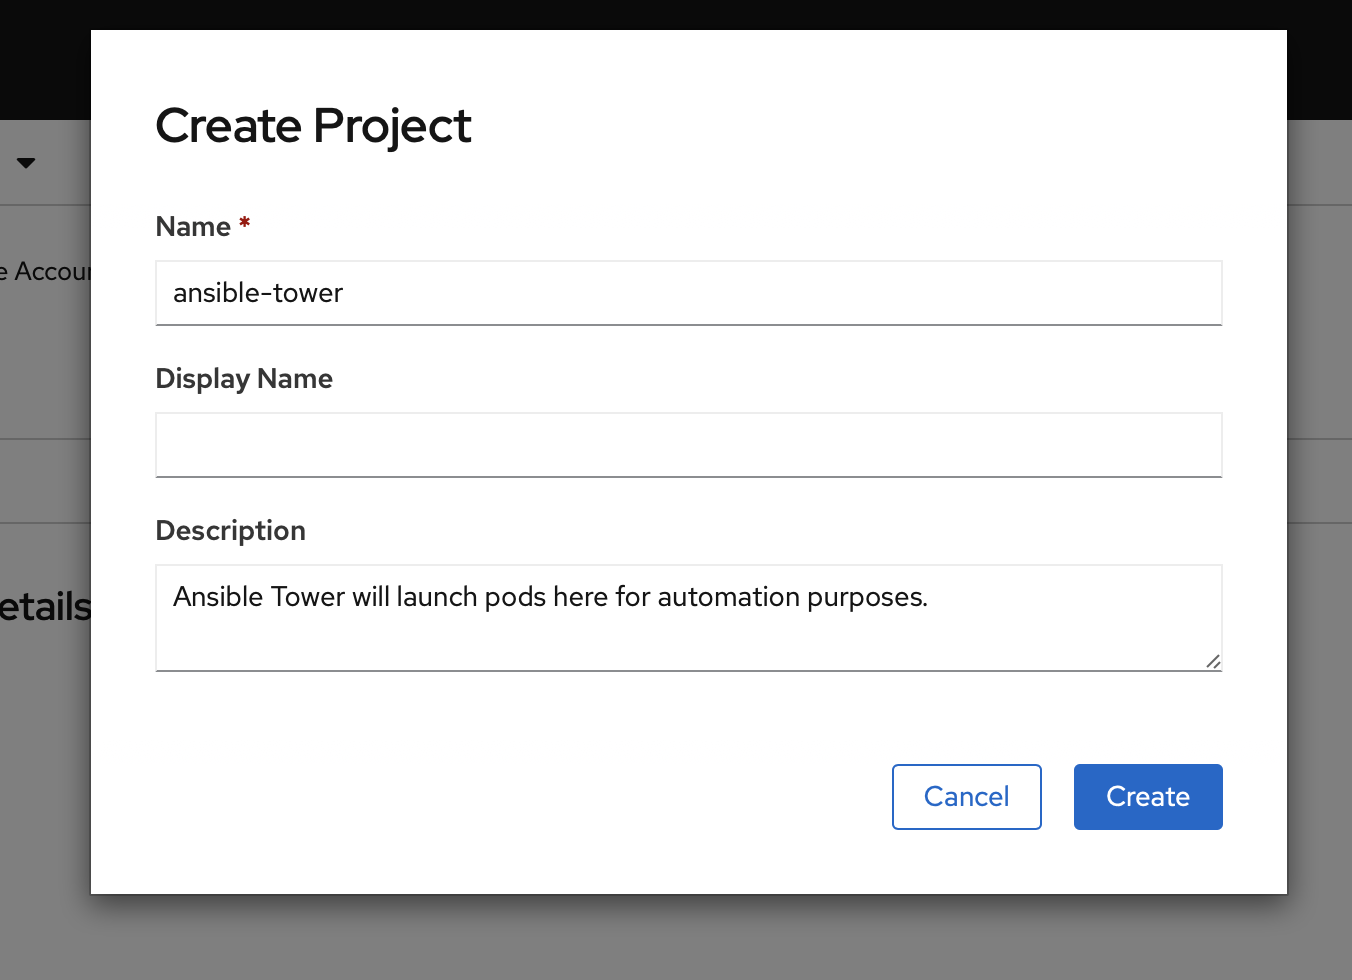 Create Project
Name *
ansible-tower
e Accoun
Display Name
Description
Ansible Tower will launch pods here for automation purposes.
etails
Cancel
Create